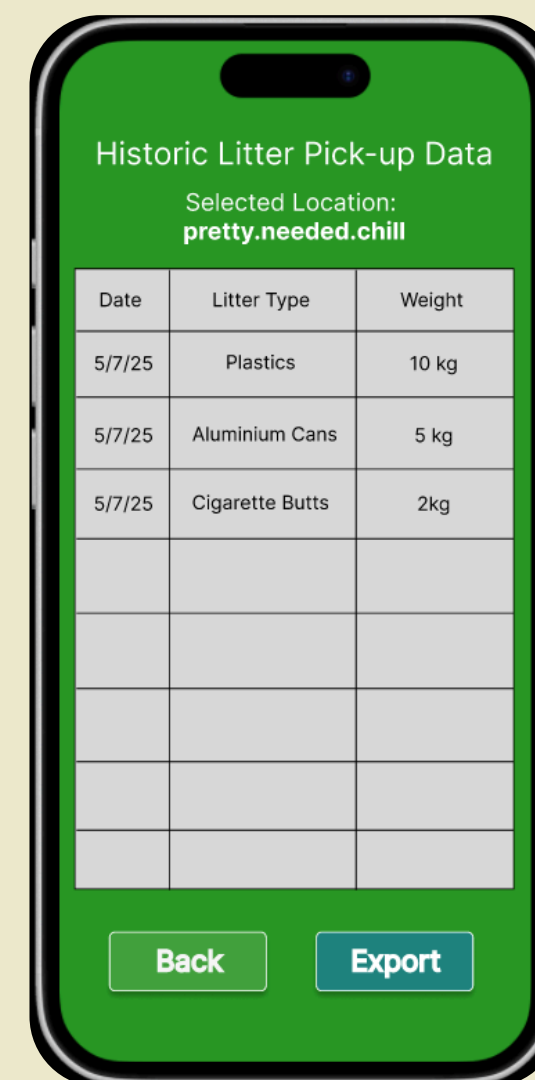 Historic Litter Pick-up Data
Selected Location:
pretty.needed.chill
Date Litter Type Weight
5/7/25 Plastics 10 kg
5/7/25 Aluminium Cans 5 kg
5/7/25 Cigarette Butts 2kg
Back Export